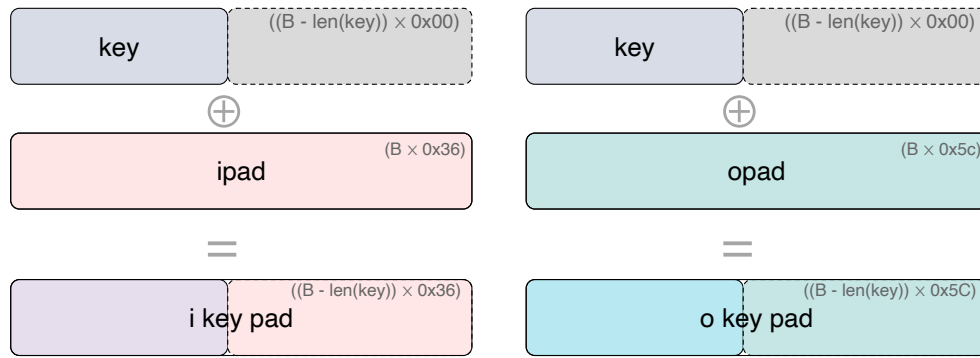 ((B - len(key)) × 0x00)
key
⊕
(B × 0x36)
ipad
=
((B - len(key)) × 0x36)
i key pad
((B - len(key)) × 0x00)
key
⊕
(B × 0x5c)
opad
=
((B - len(key)) × 0x5C)
o key pad